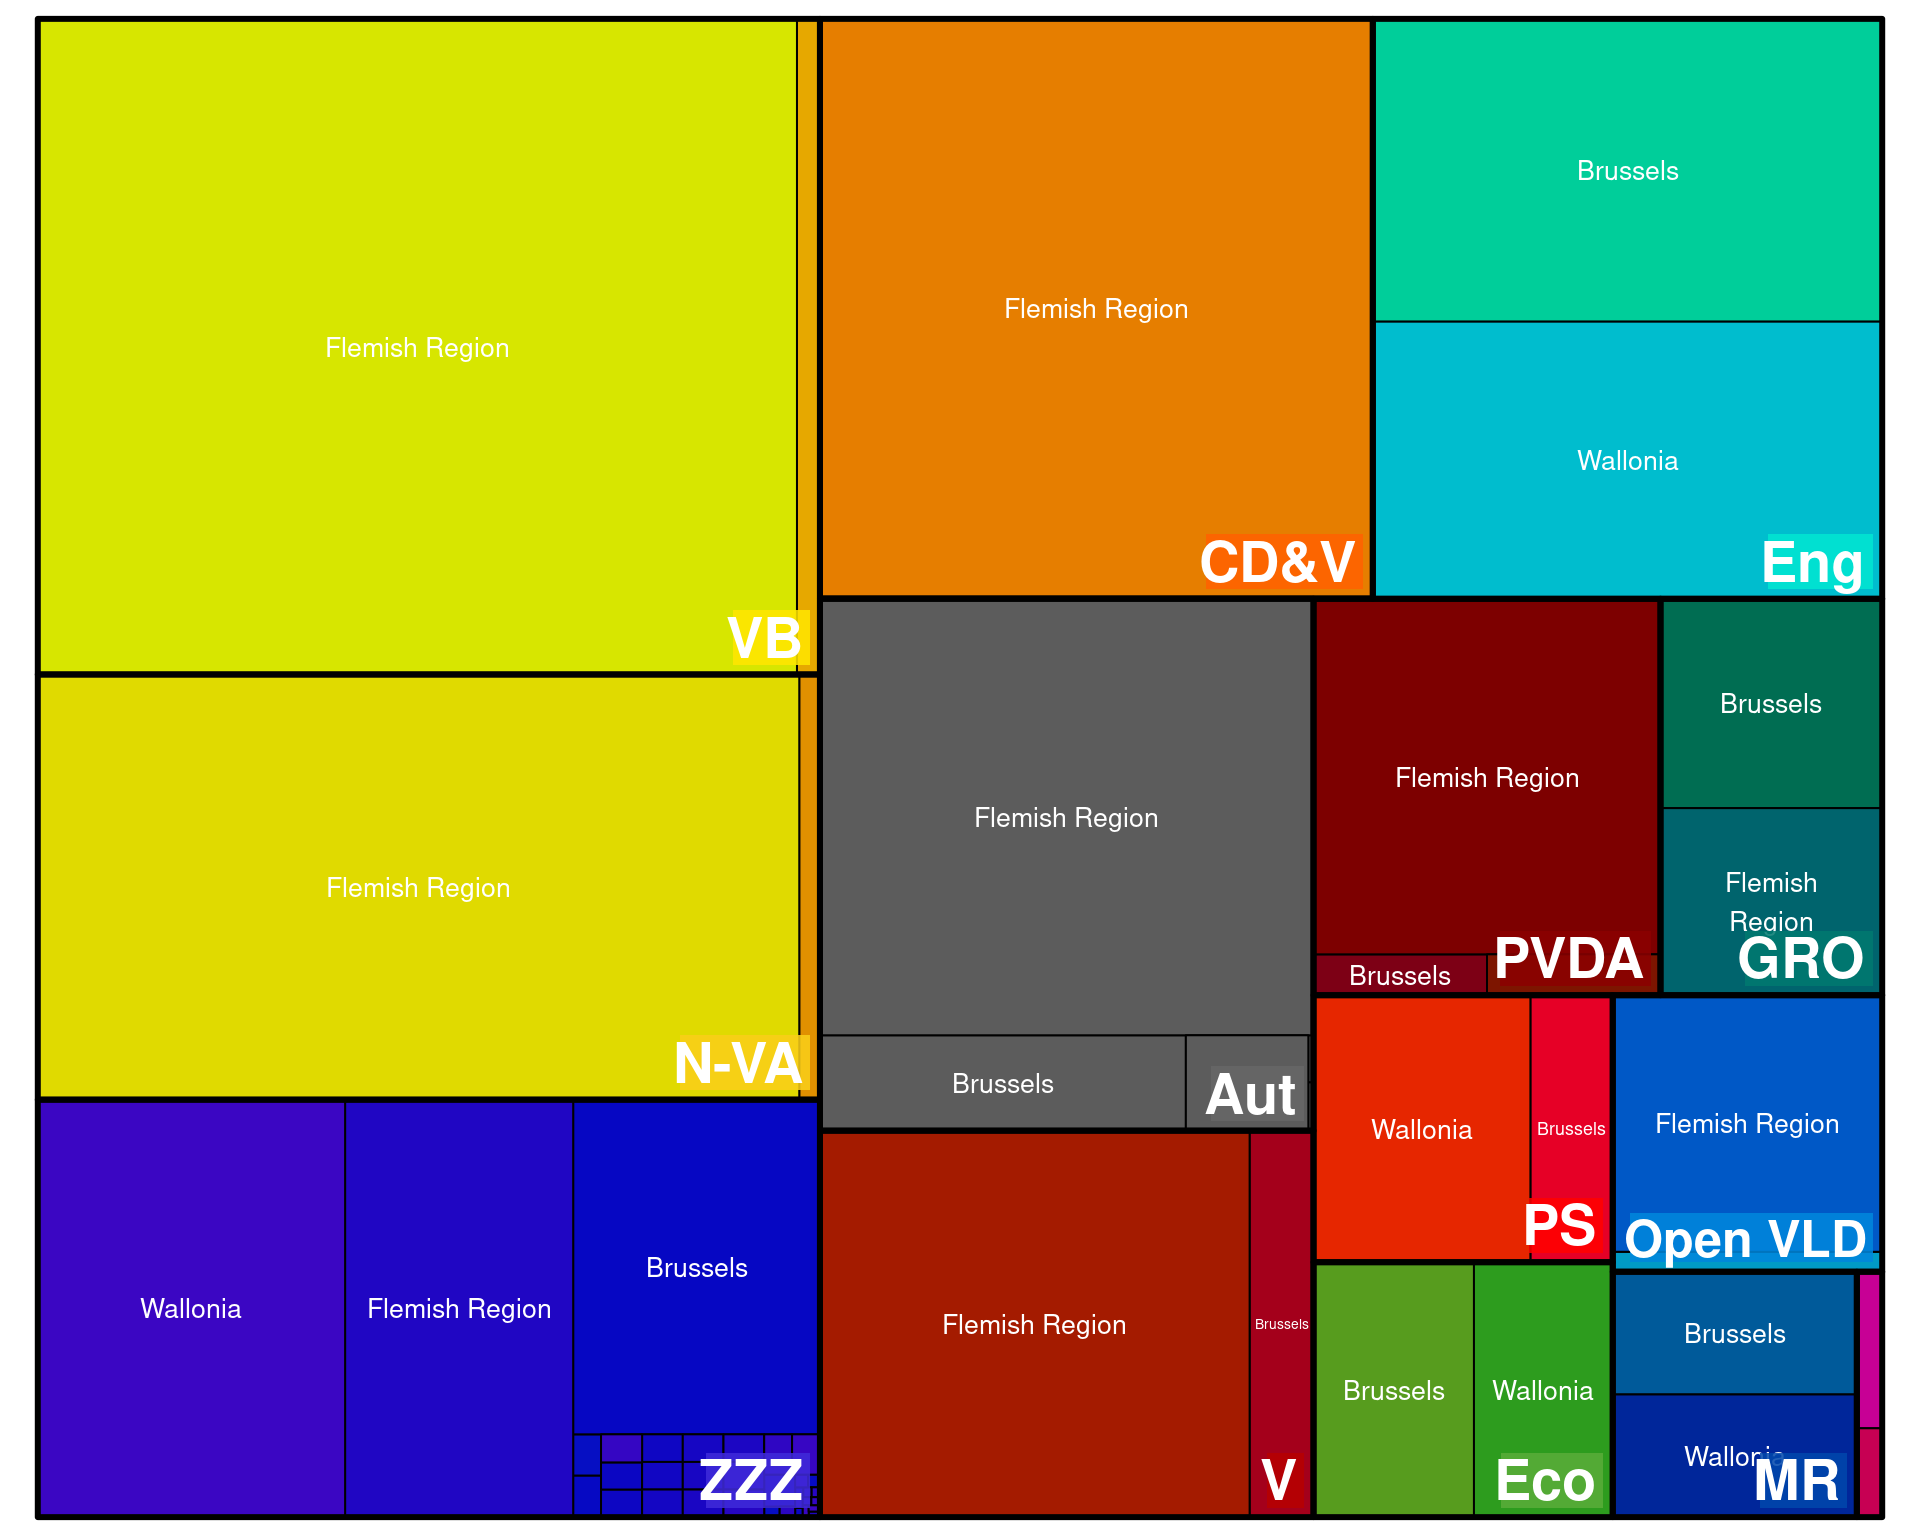 Flemish Region
VB
Flemish Region
N-VA
Wallonia
Flemish Region
Brussels
ZZZ
Flemish Region
CD&V
Brussels
Wallonia
Eng
Flemish Region
Brussels
Aut
Flemish Region
Brussels
V
Flemish Region
Brussels
PVDA
Brussels
Flemish
Region
GRO
Wallonia
Brussels
PS
Flemish Region
Open VLD
Brussels
Wallonia
Eco
Brussels
Wallonia
MR